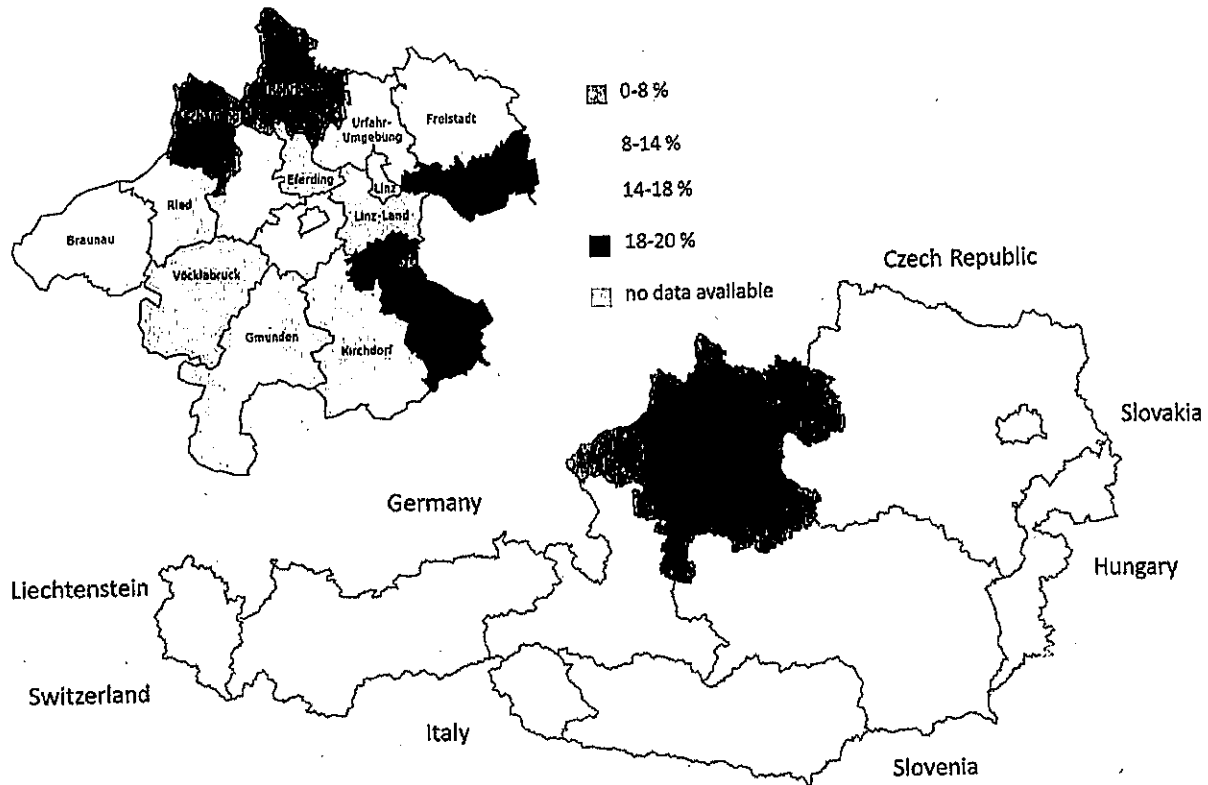 Urfahr-
Umgebung
Freistadt
Eferding
Linz
Ried
Linz-Land
Braunau
Vöcklabruck
Gmunden
Kirchdorf
0-8 %
8-14 %
14-18 %
18-20 %
no data available
Czech Republic
Slovakia
Germany
Liechtenstein
Hungary
Switzerland
Italy
Slovenia